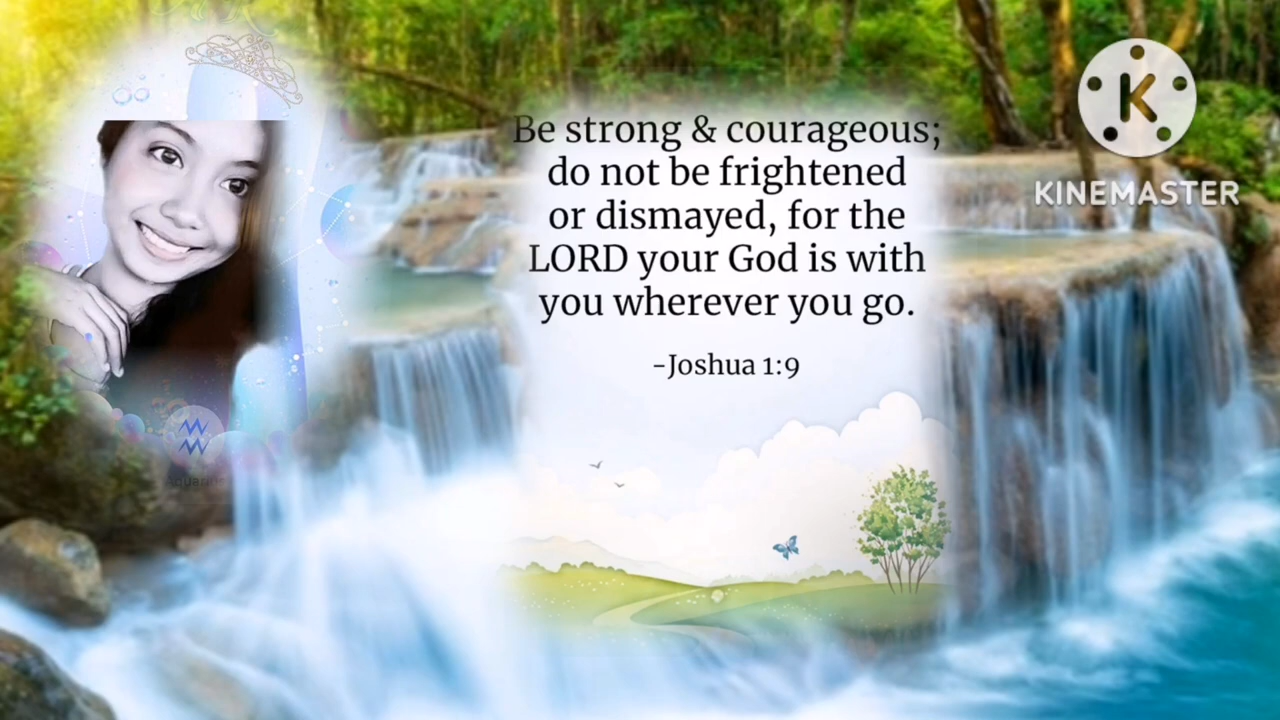 Be strong & courageous;
do not be frightened
or dismayed, for the
LORD your God is with
you wherever you go.
-Joshua 1:9
K
KINEMASTER
Aquarius